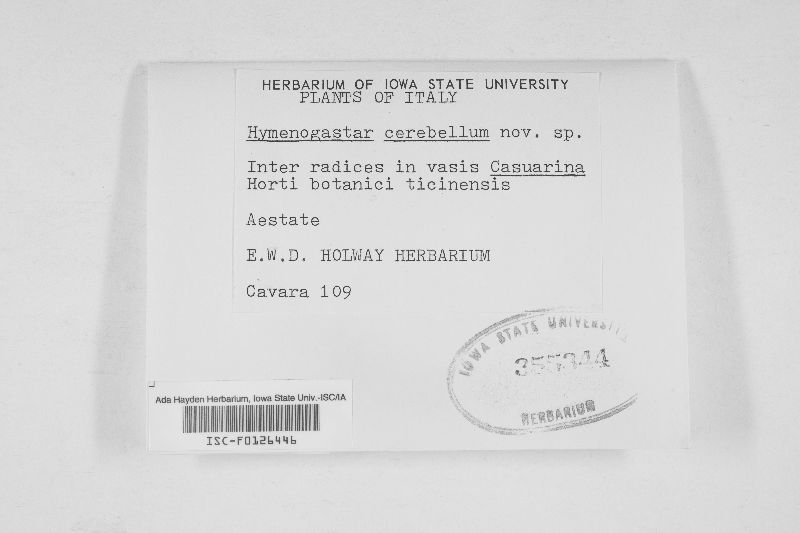 HERBARIUM OF IOWA STATE UNIVERSITY
PLANTS OF ITALY
Hymenogastar cerebellum nov. sp.
Inter radices in vasis Casuarina
Horti botanici ticinensis
Aestate
E.W.D. HOLWAY HERBARIUM
Cavara 109
IOWA STATE UNIVERSITY
355344
HERBARIUM
Ada Hayden Herbarium, Iowa State Univ.-ISC/IA
ISC-F0126446